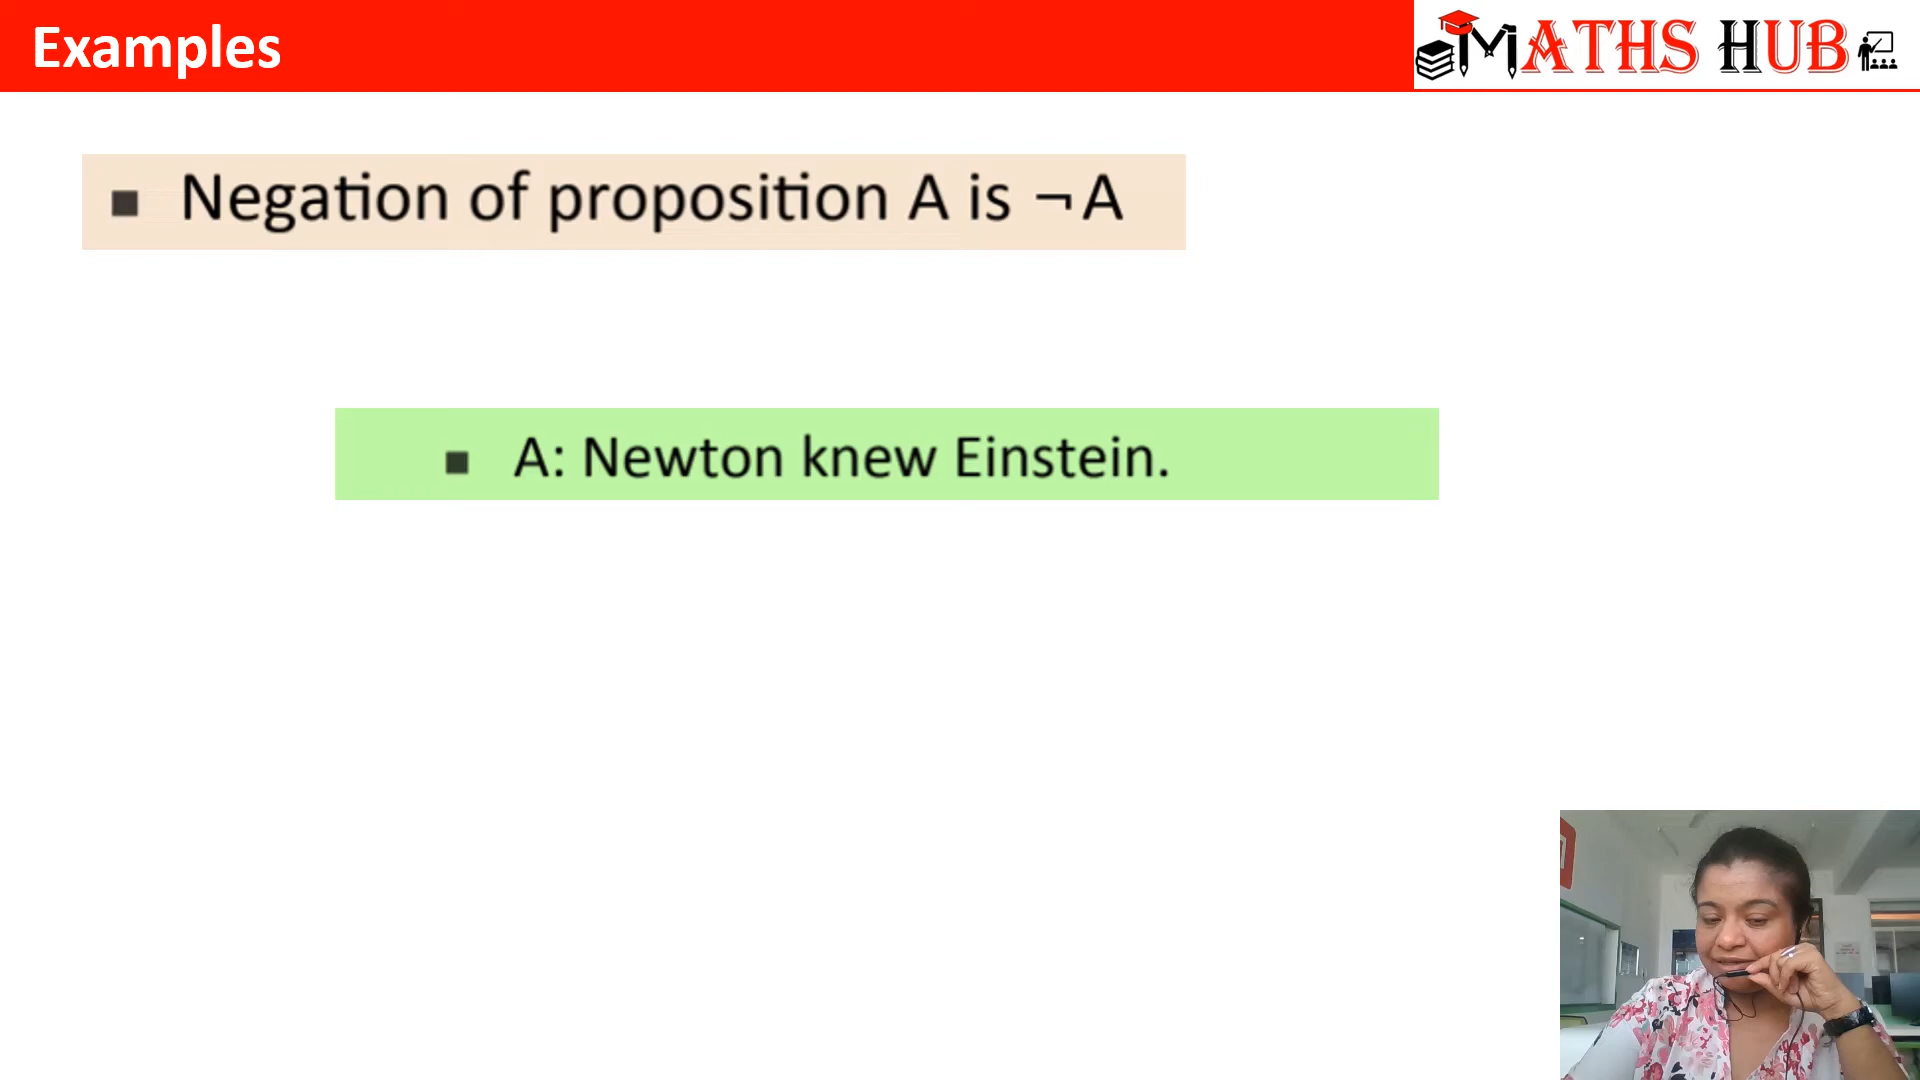 Examples
MATHS HUB
▪ Negation of proposition A is ¬A
▪ A: Newton knew Einstein.